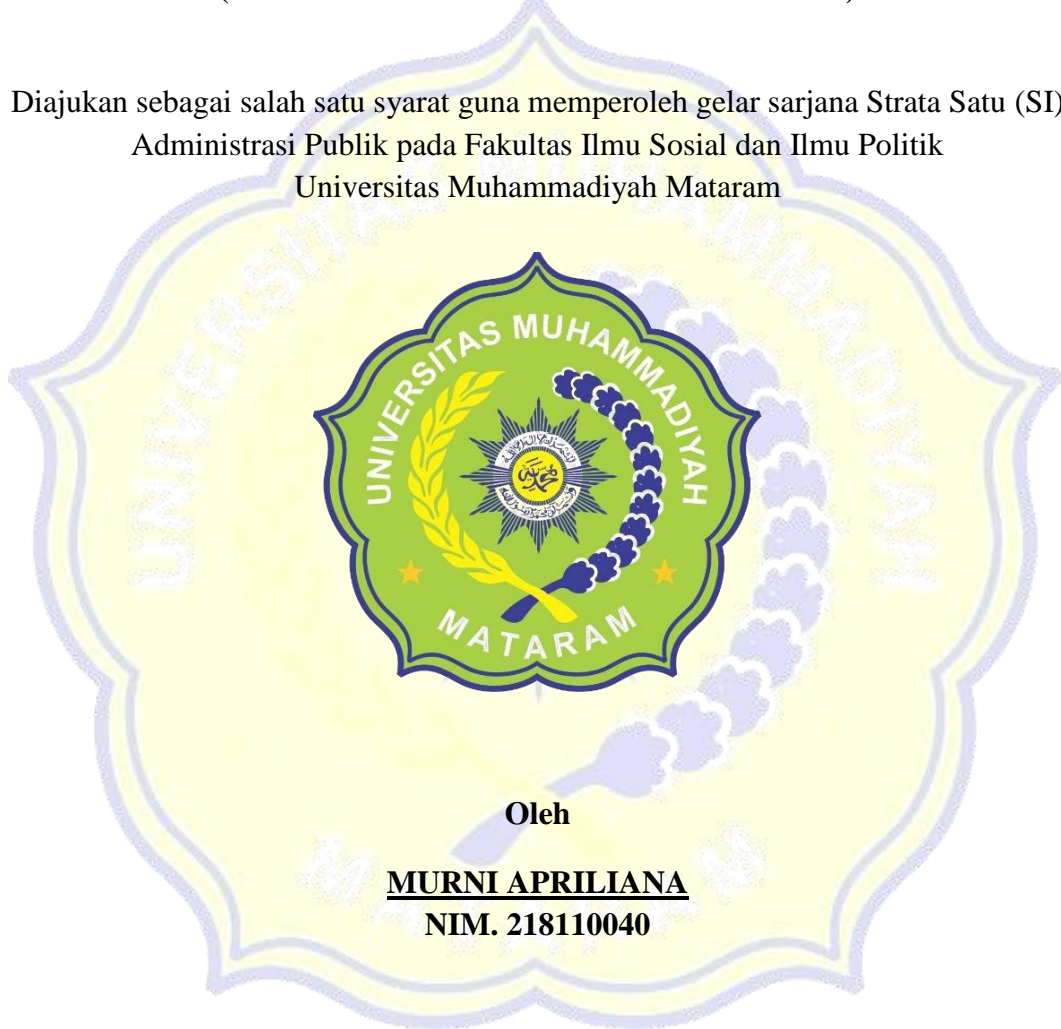 Diajukan sebagai salah satu syarat guna memperoleh gelar sarjana Strata Satu (SI)
Administrasi Publik pada Fakultas Ilmu Sosial dan Ilmu Politik
Universitas Muhammadiyah Mataram
UNIVERSITAS MUHAMMADIYAH
MATARAM
Oleh
MURNI APRILIANA
NIM. 218110040